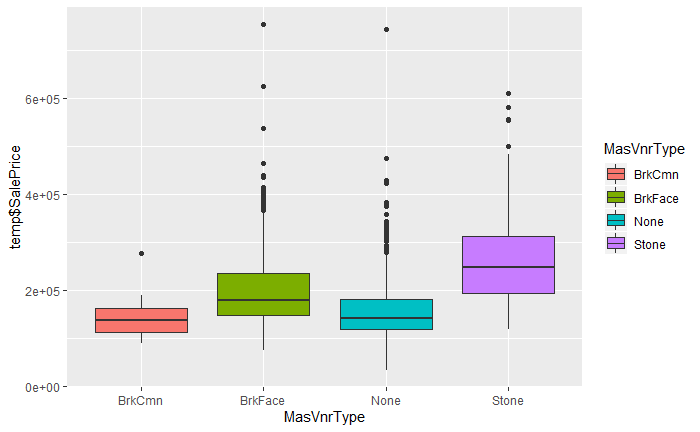 temp$SalePrice
6e+05
4e+05
2e+05
0e+00
BrkCmn BrkFace None Stone
MasVnrType
MasVnrType
BrkCmn
BrkFace
None
Stone